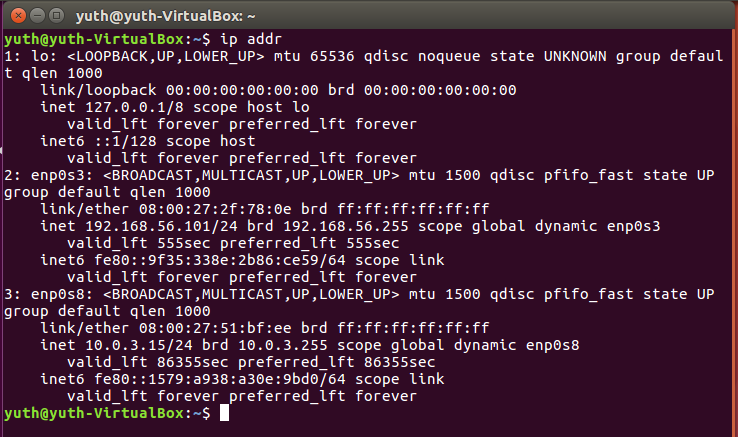 yuth@yuth-VirtualBox: ~
yuth@yuth-VirtualBox:~$ ip addr
1: lo: <LOOPBACK,UP,LOWER_UP> mtu 65536 qdisc noqueue state UNKNOWN group defaul
t qlen 1000
    link/loopback 00:00:00:00:00:00 brd 00:00:00:00:00:00
    inet 127.0.0.1/8 scope host lo
       valid_lft forever preferred_lft forever
    inet6 ::1/128 scope host
       valid_lft forever preferred_lft forever
2: enp0s3: <BROADCAST,MULTICAST,UP,LOWER_UP> mtu 1500 qdisc pfifo_fast state UP
group default qlen 1000
    link/ether 08:00:27:2f:78:0e brd ff:ff:ff:ff:ff:ff
    inet 192.168.56.101/24 brd 192.168.56.255 scope global dynamic enp0s3
       valid_lft 555sec preferred_lft 555sec
    inet6 fe80::9f35:338e:2b86:ce59/64 scope link
       valid_lft forever preferred_lft forever
3: enp0s8: <BROADCAST,MULTICAST,UP,LOWER_UP> mtu 1500 qdisc pfifo_fast state UP
group default qlen 1000
    link/ether 08:00:27:51:bf:ee brd ff:ff:ff:ff:ff:ff
    inet 10.0.3.15/24 brd 10.0.3.255 scope global dynamic enp0s8
       valid_lft 86355sec preferred_lft 86355sec
    inet6 fe80::1579:a938:a30e:9bd0/64 scope link
       valid_lft forever preferred_lft forever
yuth@yuth-VirtualBox:~$